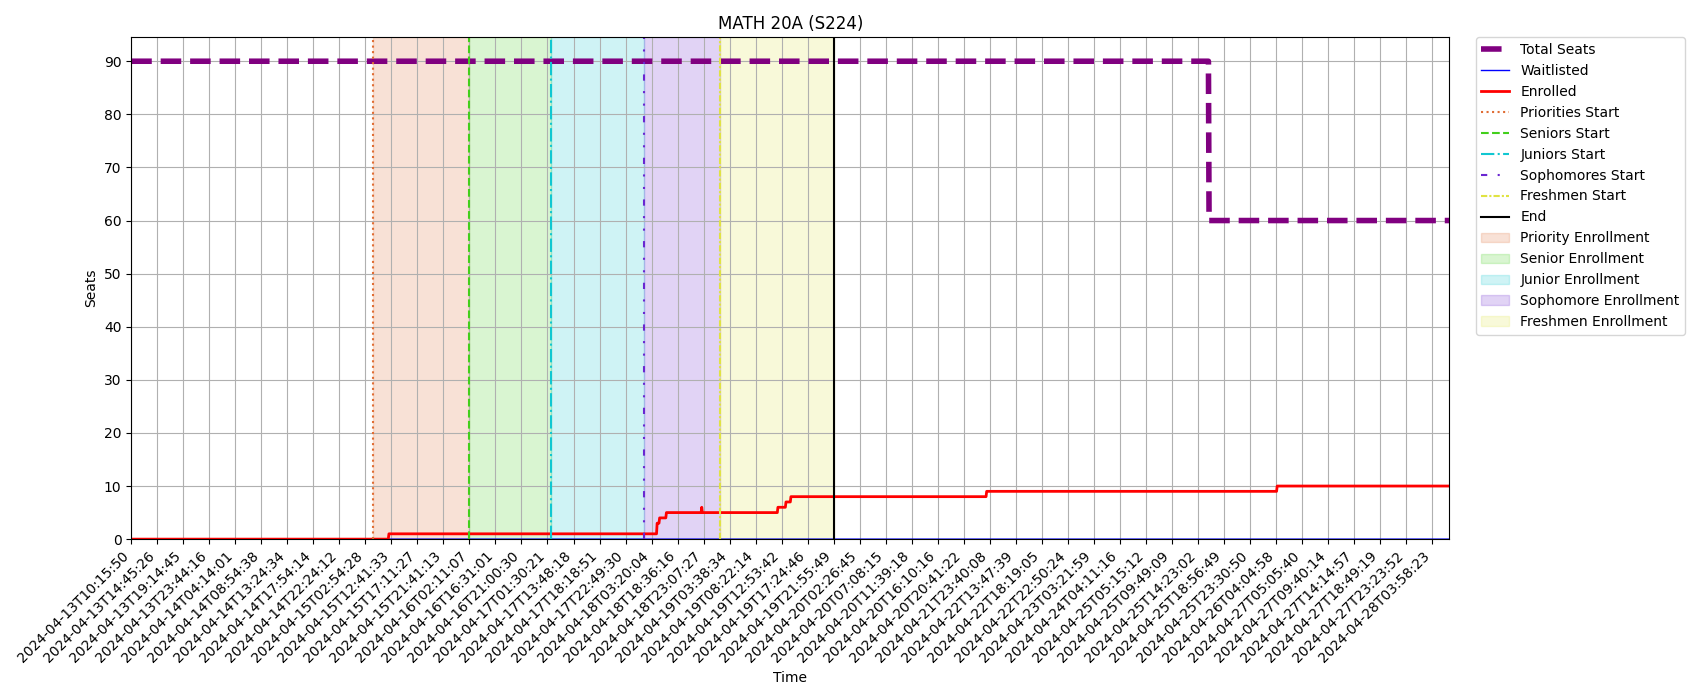 MATH 20A (S224)
Seats
90
80
70
60
50
40
30
20
10
0
2024-04-13T10:15:50
2024-04-13T14:45:26
2024-04-13T19:14:45
2024-04-13T23:44:16
2024-04-14T04:14:01
2024-04-14T08:54:38
2024-04-14T13:24:34
2024-04-14T17:54:14
2024-04-14T22:24:12
2024-04-15T02:54:28
2024-04-15T12:41:33
2024-04-15T17:11:27
2024-04-15T21:41:13
2024-04-16T02:11:07
2024-04-16T16:31:01
2024-04-16T21:00:30
2024-04-17T01:30:21
2024-04-17T13:48:18
2024-04-17T18:18:51
2024-04-17T22:49:30
2024-04-18T03:20:04
2024-04-18T18:36:16
2024-04-18T23:07:27
2024-04-19T03:38:34
2024-04-19T08:22:14
2024-04-19T12:53:42
2024-04-19T17:24:46
2024-04-19T21:55:49
2024-04-20T02:26:45
2024-04-20T07:08:15
2024-04-20T11:39:18
2024-04-20T16:10:16
2024-04-20T20:41:22
2024-04-21T23:40:08
2024-04-22T13:47:39
2024-04-22T18:19:05
2024-04-22T22:50:24
2024-04-23T03:21:59
2024-04-24T04:11:16
2024-04-25T05:15:12
2024-04-25T09:49:09
2024-04-25T14:23:02
2024-04-25T18:56:49
2024-04-25T23:30:50
2024-04-26T04:04:58
2024-04-27T05:05:40
2024-04-27T09:40:14
2024-04-27T14:14:57
2024-04-27T18:49:19
2024-04-27T23:23:52
2024-04-28T03:58:23
Time
Total Seats
Waitlisted
Enrolled
Priorities Start
Seniors Start
Juniors Start
Sophomores Start
Freshmen Start
End
Priority Enrollment
Senior Enrollment
Junior Enrollment
Sophomore Enrollment
Freshmen Enrollment